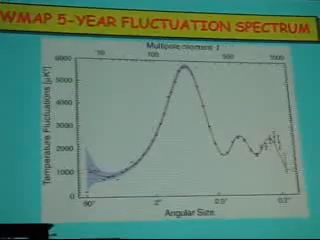 WMAP 5-YEAR FLUCTUATION SPECTRUM
Multipole moment l
10 100 500 1000
Temperature Fluctuations [μK²]
6000
5000
4000
3000
2000
1000
0
90° 2° 0.5° 0.2°
Angular Size